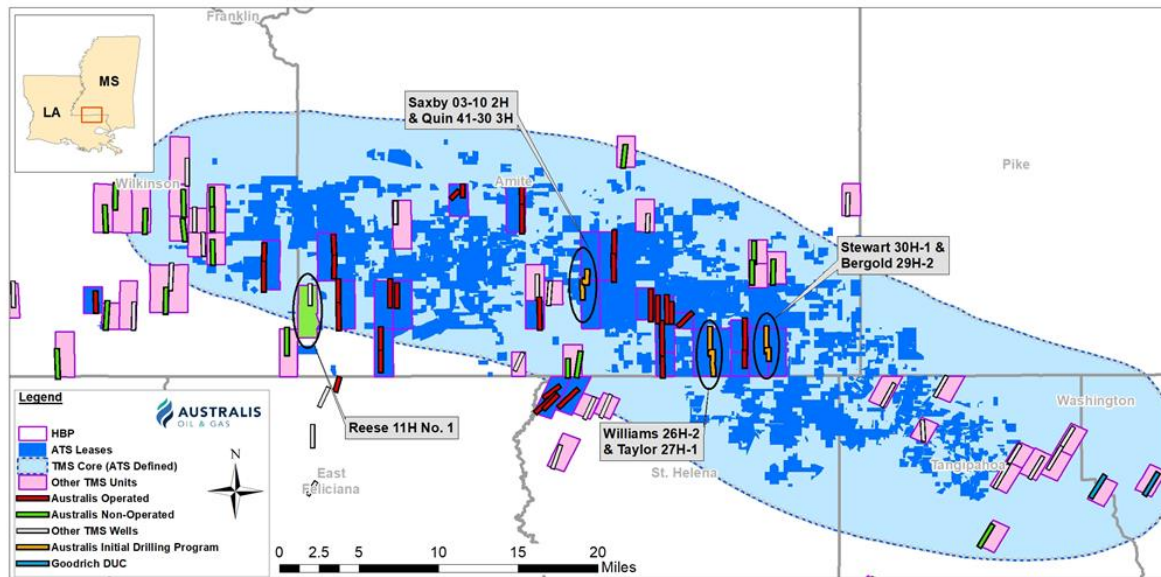 Franklin
MS
LA
Saxby 03-10 2H
& Quin 41-30 3H
Pike
Wilkinson
Amite
Stewart 30H-1 &
Bergold 29H-2
Legend
AUSTRALIS
OIL & GAS
HBP
ATS Leases
TMS Core (ATS Defined)
Other TMS Units
Australis Operated
Australis Non-Operated
Other TMS Wells
Australis Initial Drilling Program
Goodrich DUC
N
Reese 11H No. 1
East
Feliciana
Williams 26H-2
& Taylor 27H-1
St. Helena
Washington
Tangipahoa
0 2.5 5 10 15 20
Miles